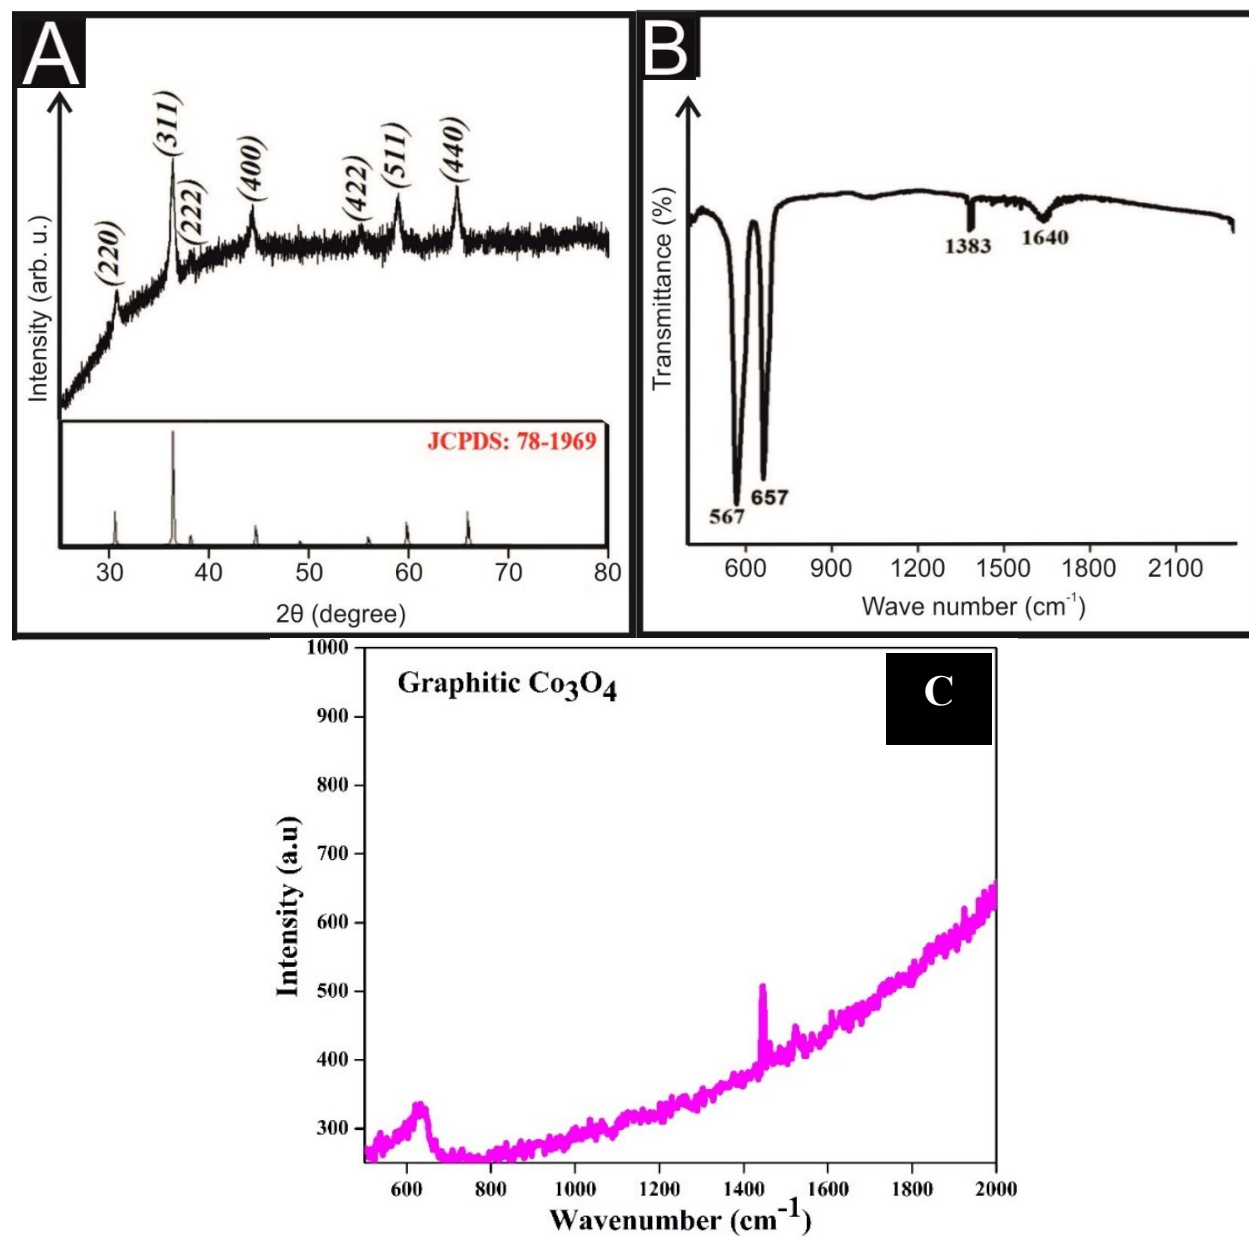 A
Intensity (arb. u.)
(220)
(311)
(222)
(400)
(422)
(511)
(440)
JCPDS: 78-1969
30 40 50 60 70 80
2θ (degree)
B
Transmittance (%)
567
657
1383
1640
600 900 1200 1500 1800 2100
Wave number (cm-1)
Graphitic Co3O4
C
Intensity (a.u)
1000
900
800
700
600
500
400
300
600 800 1000 1200 1400 1600 1800 2000
Wavenumber (cm-1)